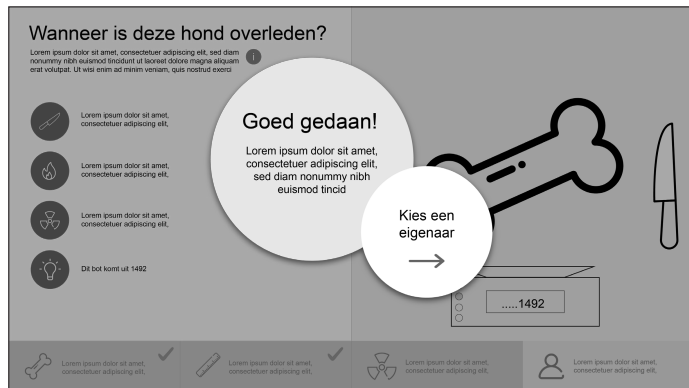 Wanneer is deze hond overleden?
Lorem ipsum dolor sit amet, consectetuer adipiscing elit, sed diam
nonummy nibh euismod tincidunt ut laoreet dolore magna aliquam
erat volutpat. Ut wisi enim ad minim veniam, quis nostrud exerci
i
Lorem ipsum dolor sit amet,
consectetuer adipiscing elit,
Lorem ipsum dolor sit amet,
consectetuer adipiscing elit,
Lorem ipsum dolor sit amet,
consectetuer adipiscing elit,
Dit bot komt uit 1492
Goed gedaan!
Lorem ipsum dolor sit amet,
consectetuer adipiscing elit,
sed diam nonummy nibh
euismod tincid
Kies een
eigenaar
.....1492
Lorem ipsum dolor sit amet,
consectetuer adipiscing elit,
Lorem ipsum dolor sit amet,
consectetuer adipiscing elit,
Lorem ipsum dolor sit amet,
consectetuer adipiscing elit,
Lorem ipsum dolor sit amet,
consectetuer adipiscing elit,